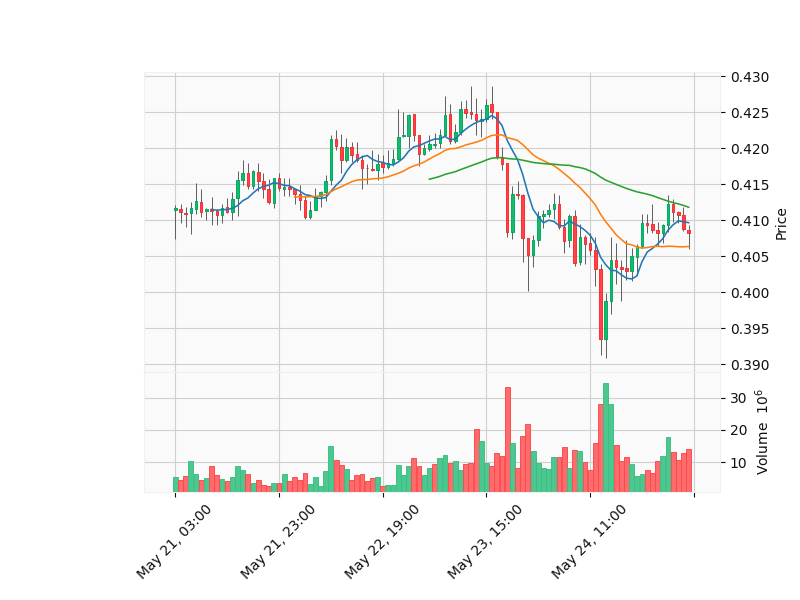 0.430
0.425
0.420
0.415
0.410
0.405
0.400
0.395
0.390
Price
30
20
10
Volume 10^6
May 21, 03:00
May 21, 23:00
May 22, 19:00
May 23, 15:00
May 24, 11:00